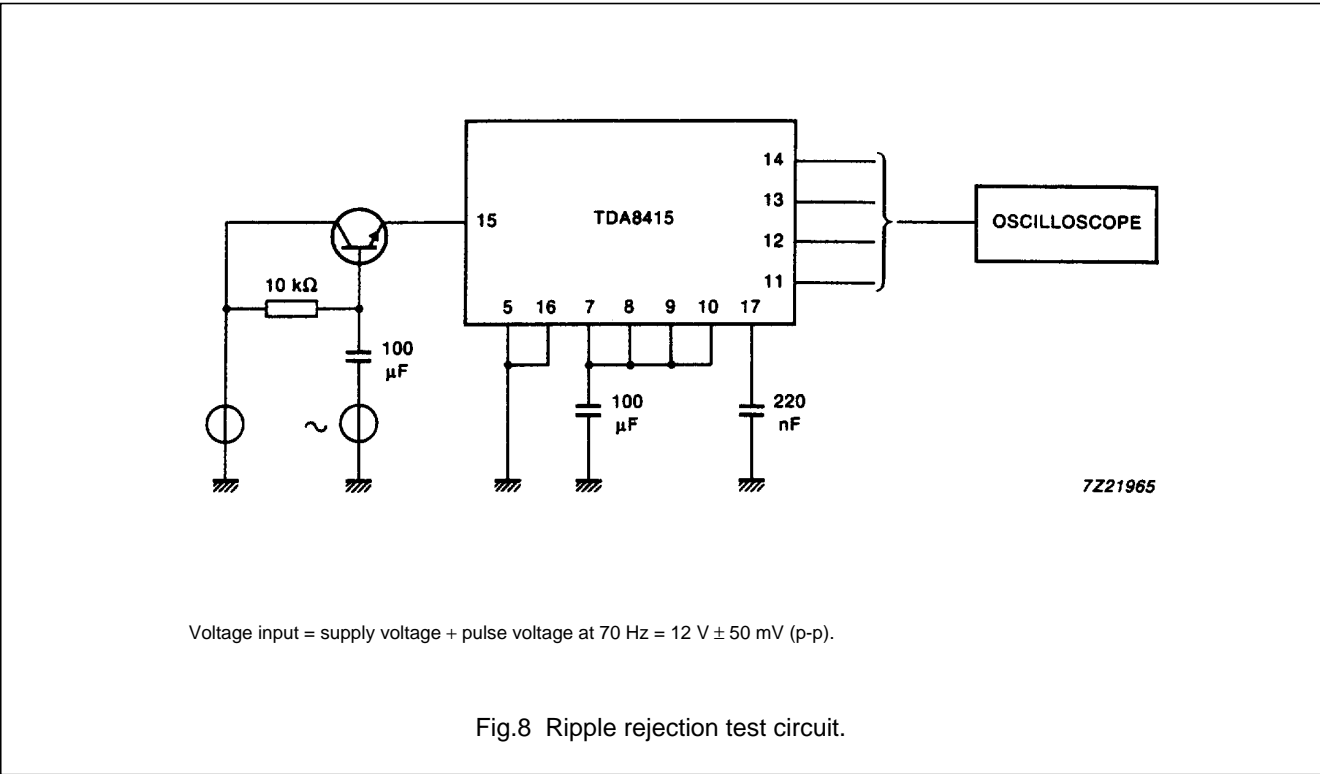 14
13
15
TDA8415
OSCILLOSCOPE
12
11
10 kΩ
5 16 7 8 9 10 17
100
µF
100
µF
220
nF
~
7Z21965
Voltage input = supply voltage + pulse voltage at 70 Hz = 12 V ± 50 mV (p-p).
Fig.8 Ripple rejection test circuit.